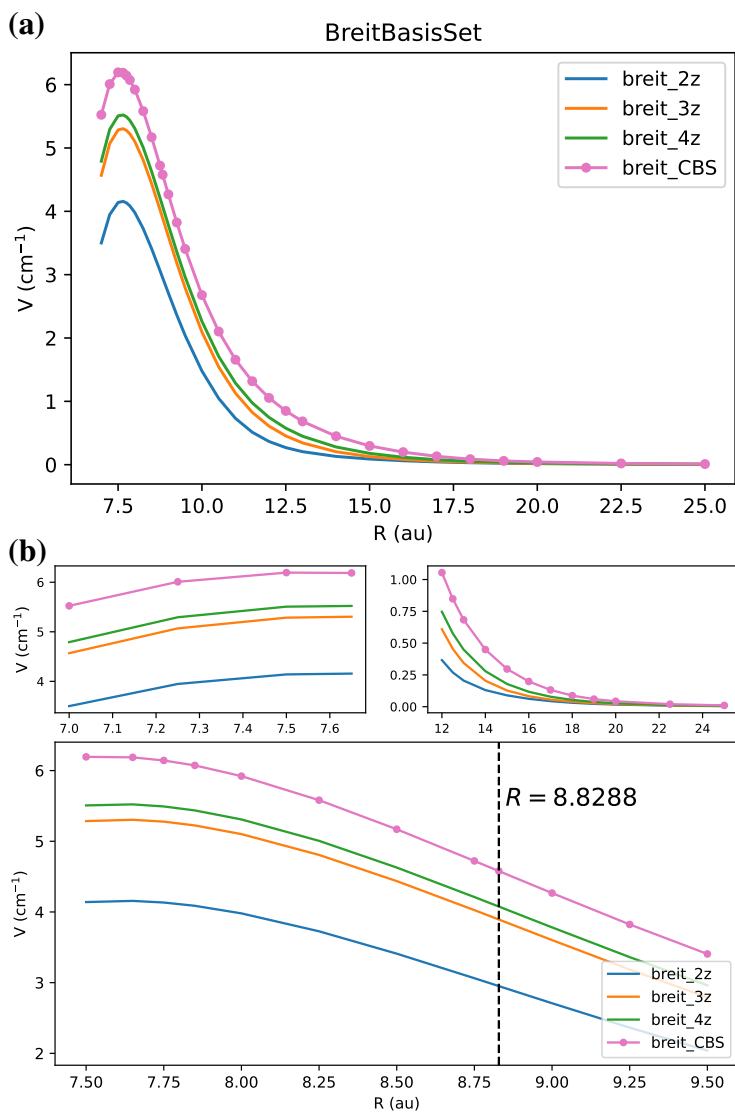 (a)
BreitBasisSet
6
5
4
3
2
1
0
V (cm⁻¹)
breit_2z
breit_3z
breit_4z
breit_CBS
7.5 10.0 12.5 15.0 17.5 20.0 22.5 25.0
R (au)
(b)
6
5
4
V (cm⁻¹)
7.0 7.1 7.2 7.3 7.4 7.5 7.6
1.00
0.75
0.50
0.25
0.00
12 14 16 18 20 22 24
6
5
4
3
2
V (cm⁻¹)
R = 8.8288
breit_2z
breit_3z
breit_4z
breit_CBS
7.50 7.75 8.00 8.25 8.50 8.75 9.00 9.25 9.50
R (au)